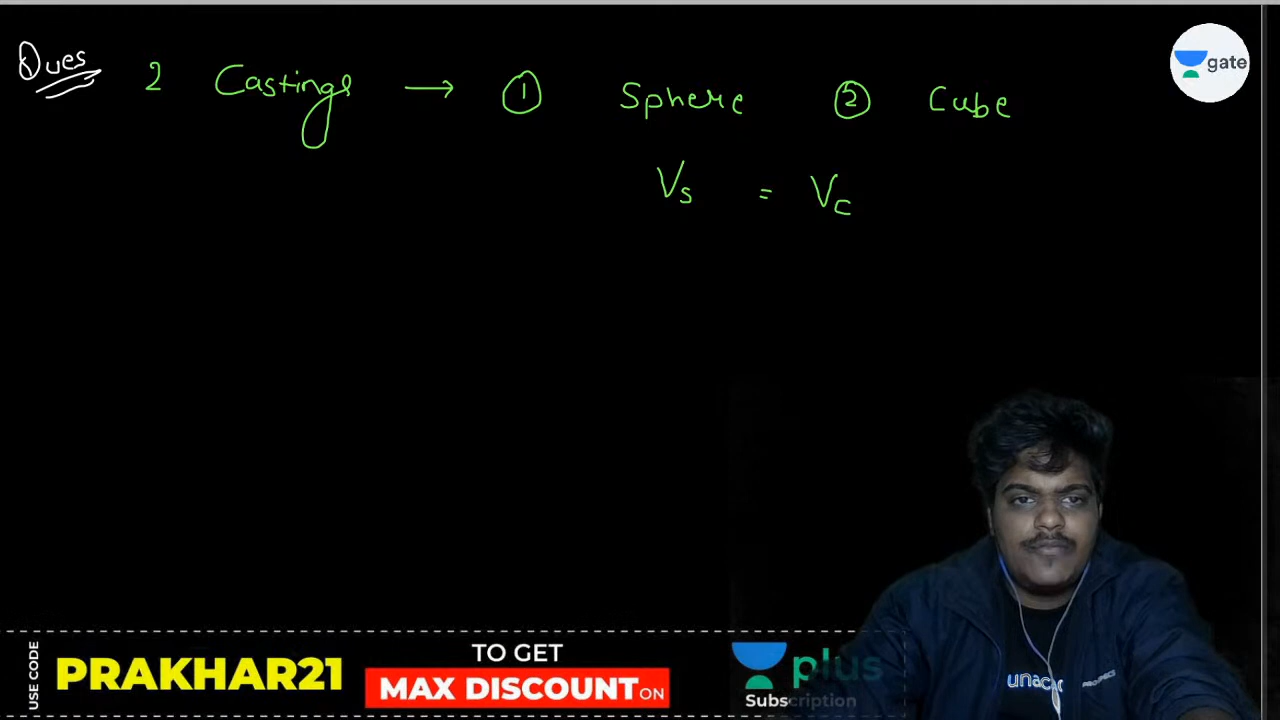 Ques 2 Castings → ① Sphere ② Cube
Vs = Vc
gate
USE CODE
PRAKHAR21
TO GET
MAX DISCOUNT ON
plus
Subscription